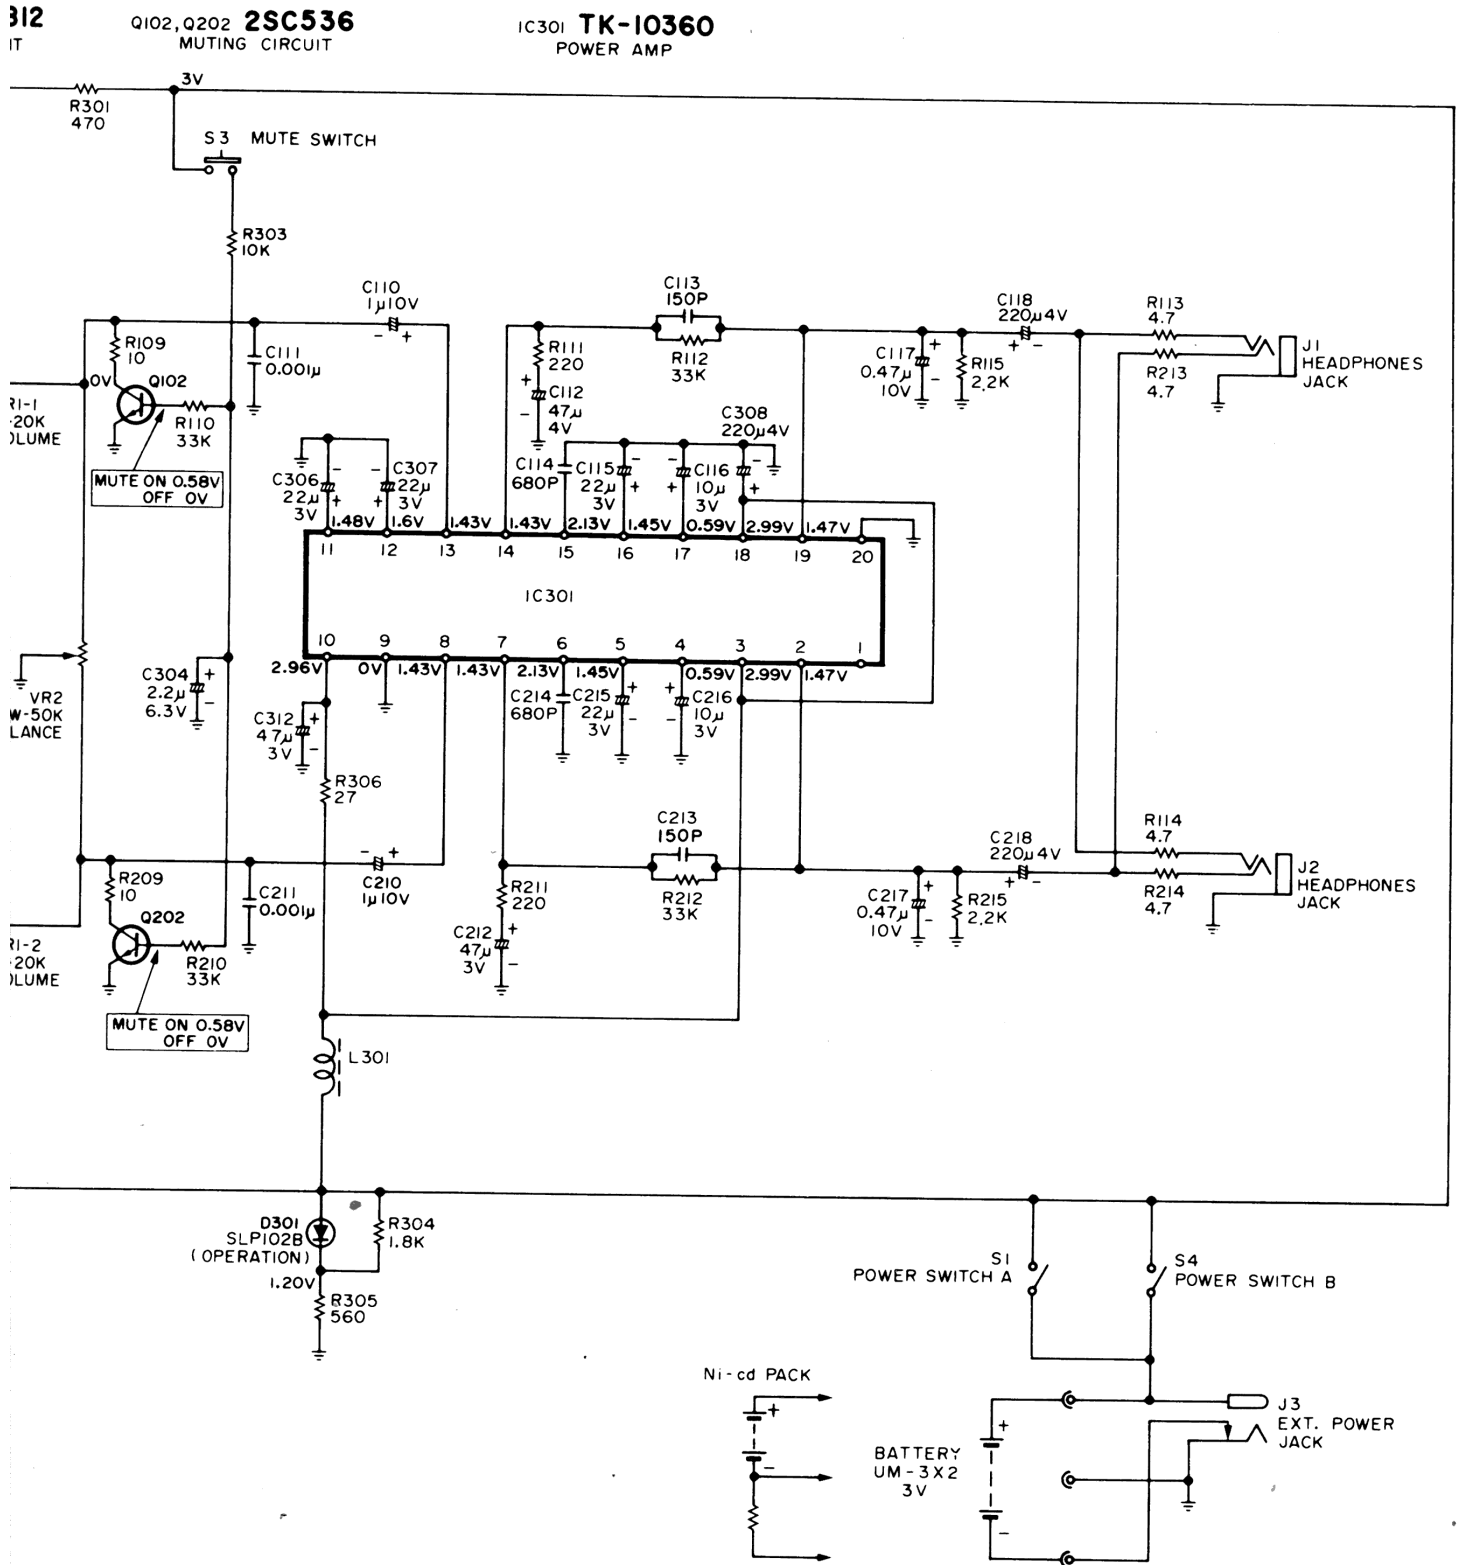 Q102, Q202 2SC536
MUTING CIRCUIT
IC301 TK-10360
POWER AMP
3V
R301
470
S3 MUTE SWITCH
R303
10K
C110
1μ10V
- +
C113
150P
R112
33K
C118
220μ4V
+ -
R113
4.7
R213
4.7
J1
HEADPHONES
JACK
R109
10
C111
0.001μ
Q102
0V
R110
33K
MUTE ON 0.58V
OFF 0V
R111
220
C112
47μ
4V
+
-
C117
0.47μ
10V
+
-
R115
2.2K
C308
220μ4V
C306
22μ
3V
-
+
C307
22μ
3V
-
+
C114
680P
C115
22μ
3V
-
+
C116
10μ
3V
-
+
-
+
1.48V 1.6V 1.43V 1.43V 2.13V 1.45V 0.59V 2.99V 1.47V
11 12 13 14 15 16 17 18 19 20
IC301
10 9 8 7 6 5 4 3 2 1
2.96V 0V 1.43V 1.43V 2.13V 1.45V 0.59V 2.99V 1.47V
C304
2.2μ
6.3V
+
-
VR2
W-50K
C312
47μ
3V
+
-
C214
680P
C215
22μ
3V
+
-
C216
10μ
3V
+
-
R306
27
C213
150P
R212
33K
C218
220μ4V
+ -
R114
4.7
R214
4.7
J2
HEADPHONES
JACK
- +
C210
1μ10V
R209
10
C211
0.001μ
Q202
R210
33K
MUTE ON 0.58V
OFF 0V
R211
220
C212
47μ
3V
+
-
C217
0.47μ
10V
+
-
R215
2.2K
L301
D301
SLP102B
(OPERATION)
R304
1.8K
1.20V
R305
560
S1
POWER SWITCH A
S4
POWER SWITCH B
Ni-cd PACK
+
-
BATTERY
UM-3X2
3V
+
-
J3
EXT. POWER
JACK